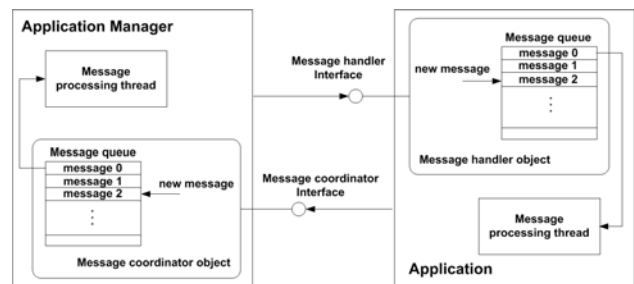 Application Manager
Message
processing thread
Message queue
message 0
message 1
message 2
new message
Message coordinator object
Message handler
Interface
Message coordinator
Interface
Message queue
message 0
message 1
message 2
new message
Message handler object
Message
processing thread
Application